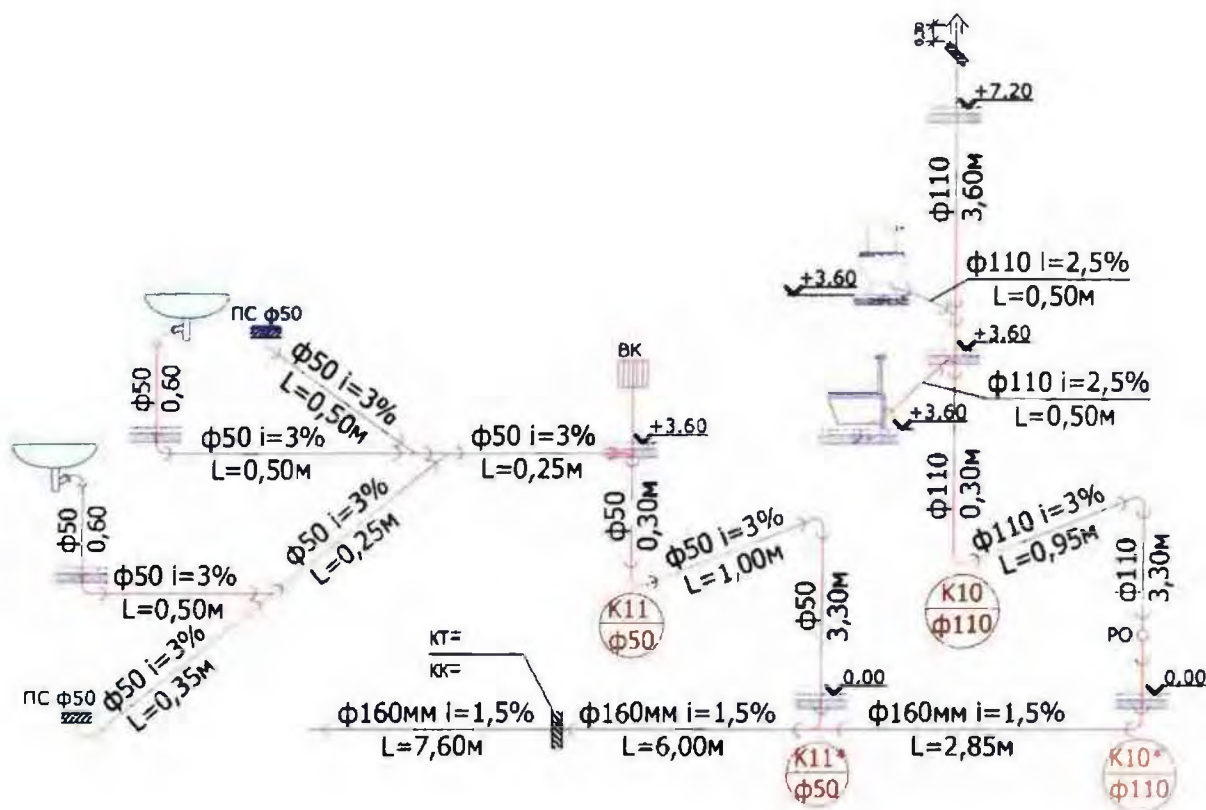 +7.20
ф110
3,60м
+3.60
ф110 i=2,5%
L=0,50м
+3.60
ф110 i=2,5%
L=0,50м
+3.60
ф110
0,30м
ПС ф50
ф50
0,60
ф50 i=3%
L=0,50м
ф50 i=3%
L=0,50м
ВК
ф50 i=3%
L=0,25м
+3.60
ф50
0,30м
ф50
0,60
ф50 i=3%
L=0,25м
ф50 i=3%
L=0,50м
ф50 i=3%
L=0,35м
ПС ф50
K11
ф50
ф50 i=3%
L=1,00м
ф50
3,30м
K10
ф110
ф110 i=3%
L=0,95м
ф110
3,30м
РО
КТ=
КК=
0,00
0,00
ф160мм i=1,5%
L=7,60м
ф160мм i=1,5%
L=6,00м
ф160мм i=1,5%
L=2,85м
K11*
ф50
K10*
ф110